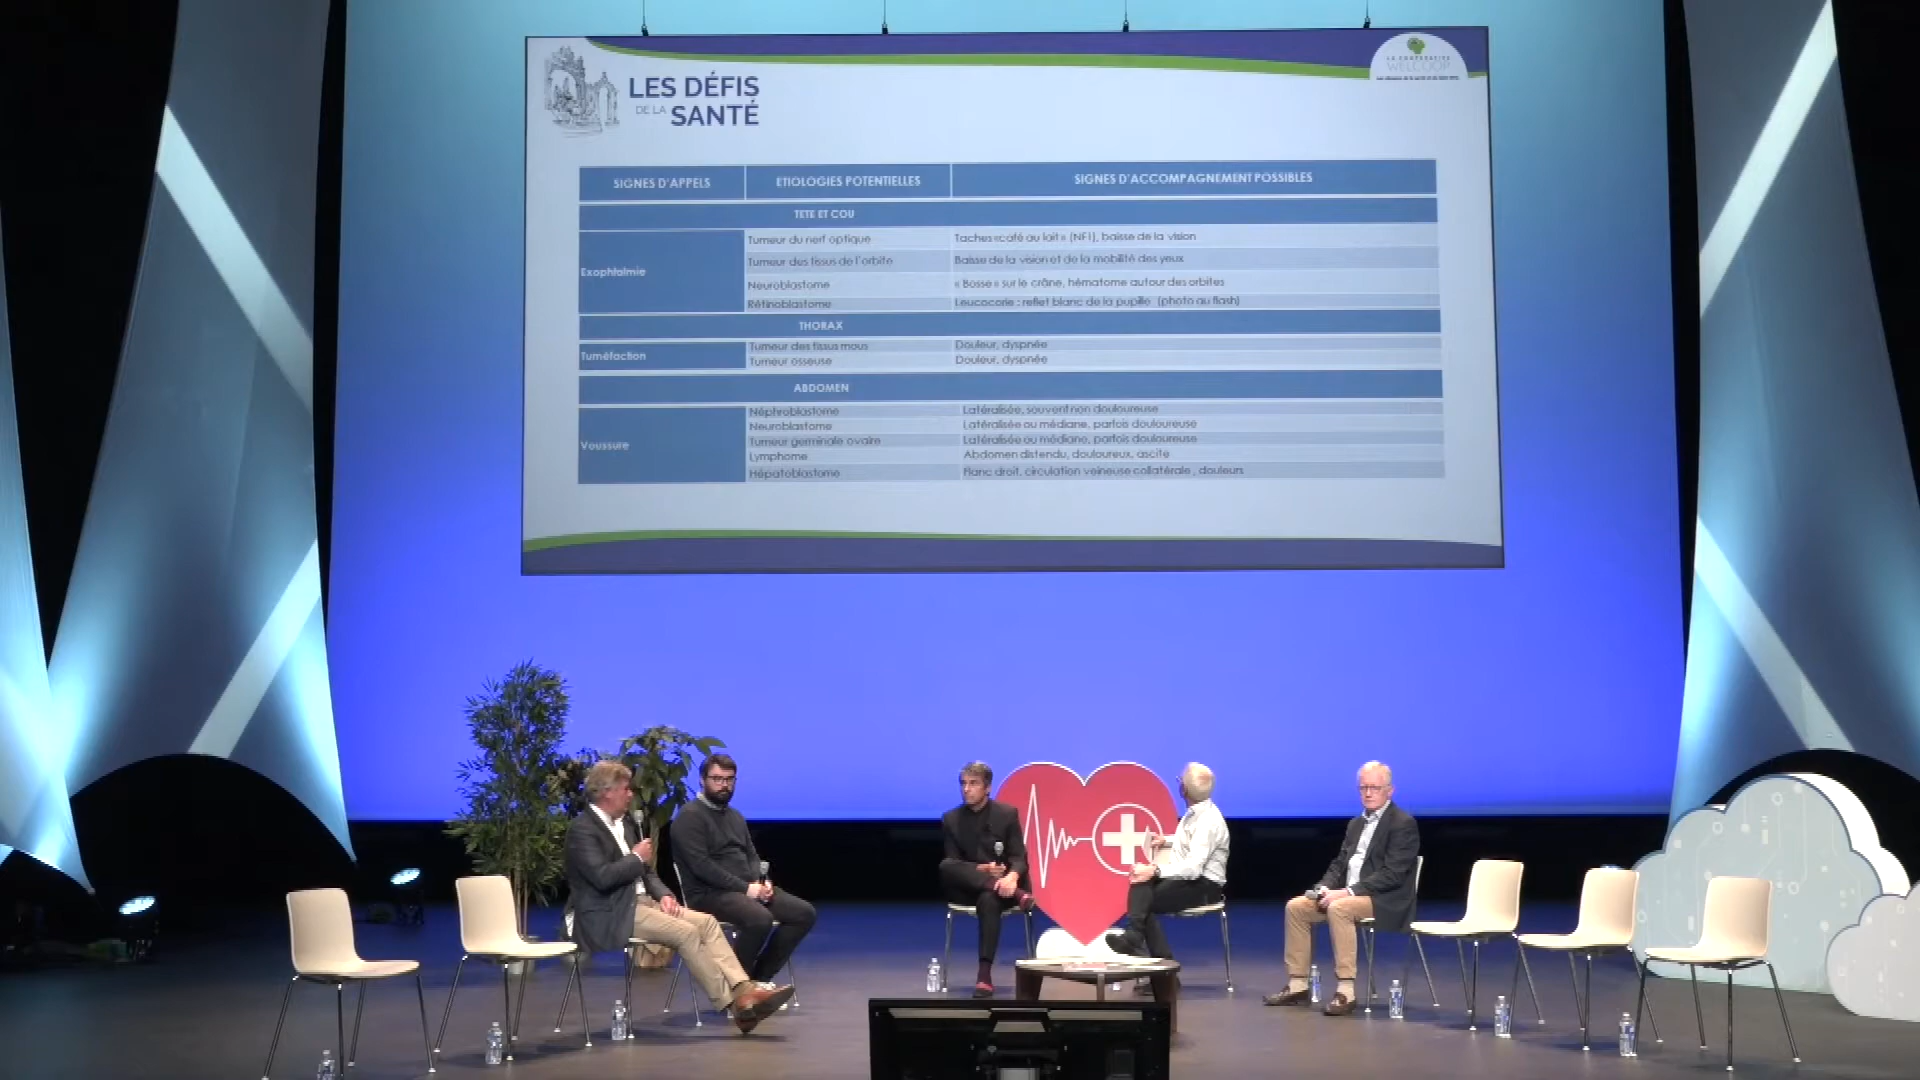 LES DÉFIS
DE LA SANTÉ
LA COOPÉRATIVE
WELCOOP
SIGNES D'APPELS ETIOLOGIES POTENTIELLES SIGNES D'ACCOMPAGNEMENT POSSIBLES
TETE ET COU
Exophtalmie
Tumeur du nerf optique Taches «café au lait » (NF1), baisse de la vision
Tumeur des tissus de l'orbite Baisse de la vision et de la mobilité des yeux
Neuroblastome « Bosse » sur le crâne, hématome autour des orbites
Rétinoblastome Leucocorie : reflet blanc de la pupille (photo au flash)
THORAX
Tuméfaction
Tumeur des tissus mous Douleur, dyspnée
Tumeur osseuse Douleur, dyspnée
ABDOMEN
Voussure
Néphroblastome Latéralisée, souvent non douloureuse
Neuroblastome Latéralisée ou médiane, parfois douloureuse
Tumeur germinale ovaire Latéralisée ou médiane, parfois douloureuse
Lymphome Abdomen distendu, douloureux, ascite
Hépatoblastome Flanc droit, circulation veineuse collatérale , douleurs